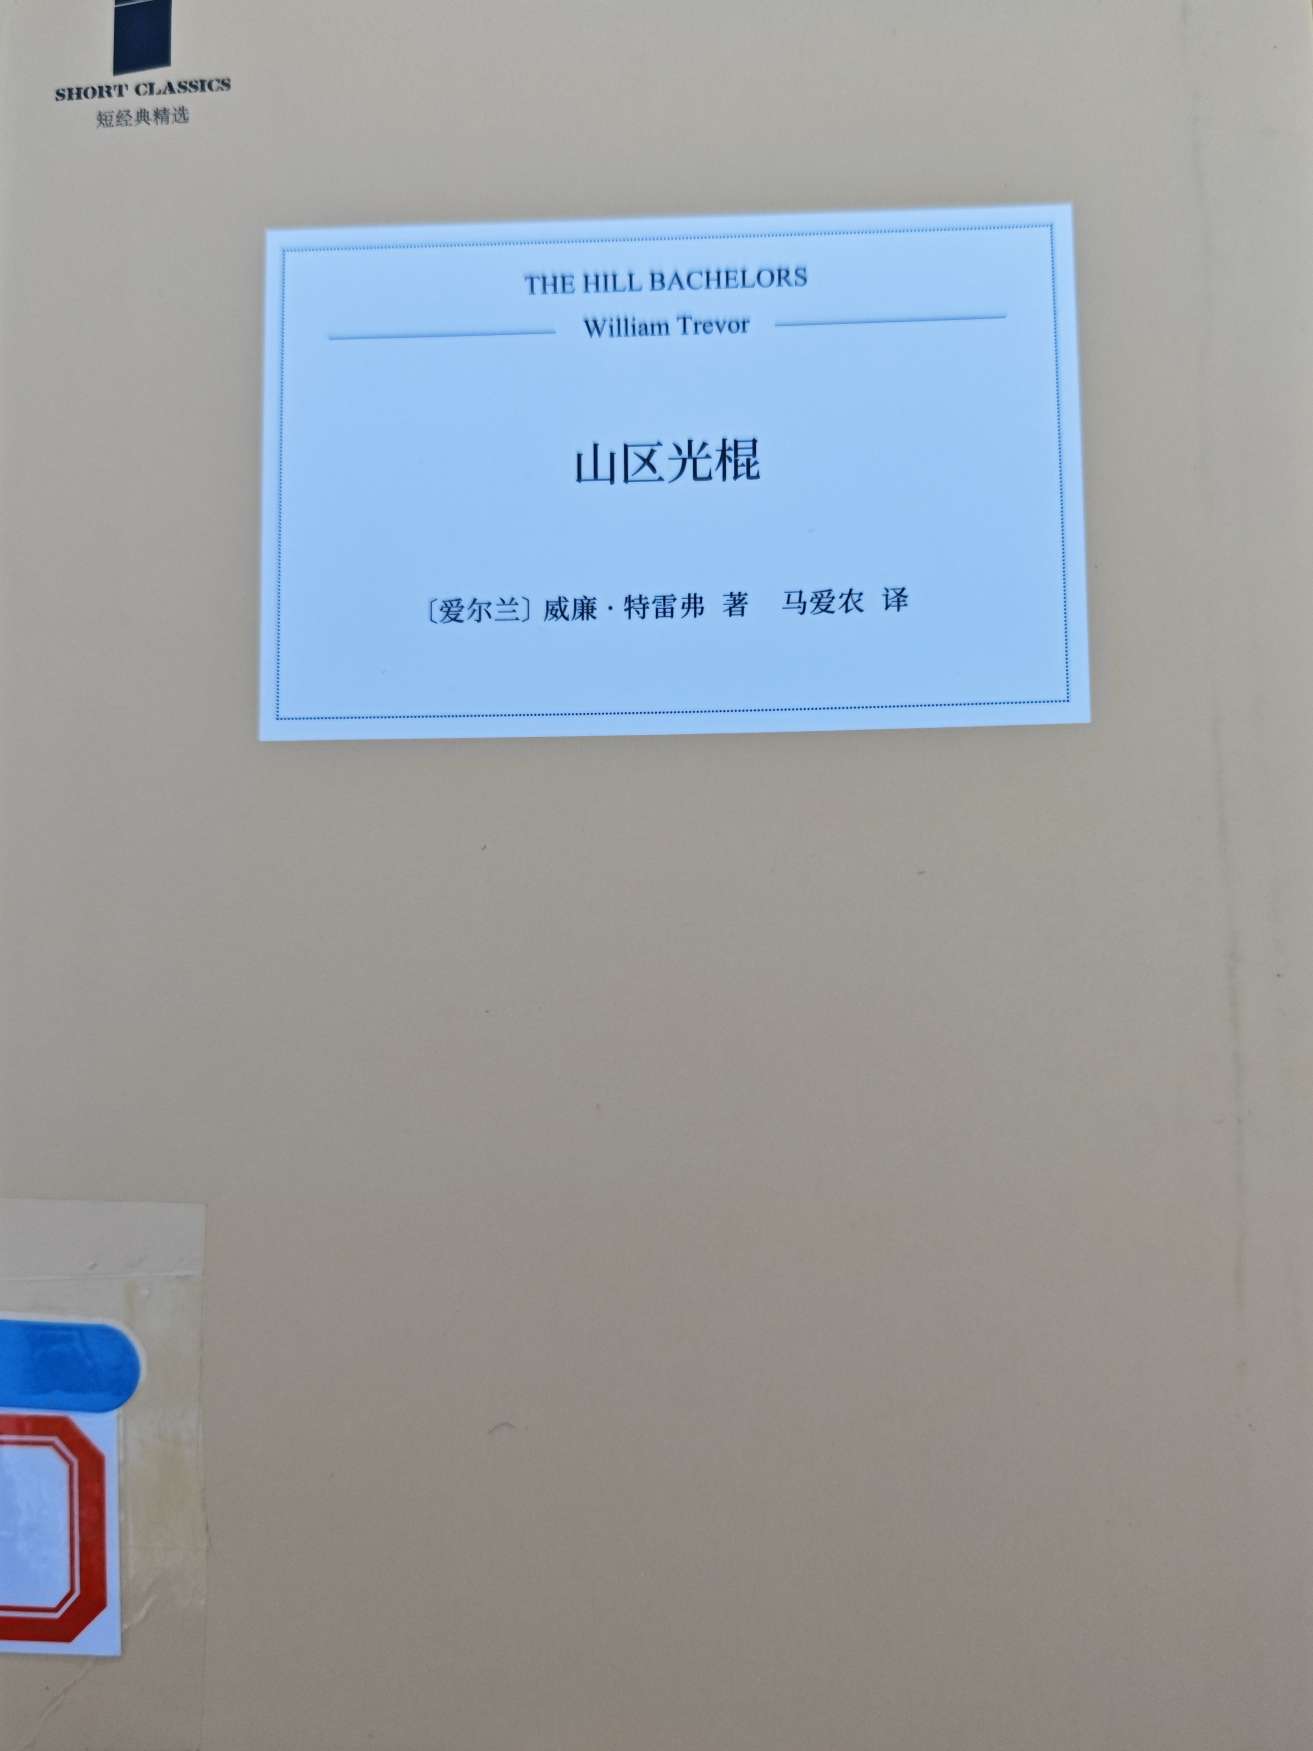 SHORT CLASSICS
短经典精选
THE HILL BACHELORS
William Trevor
山区光棍
〔爱尔兰〕威廉·特雷弗 著 马爱农 译